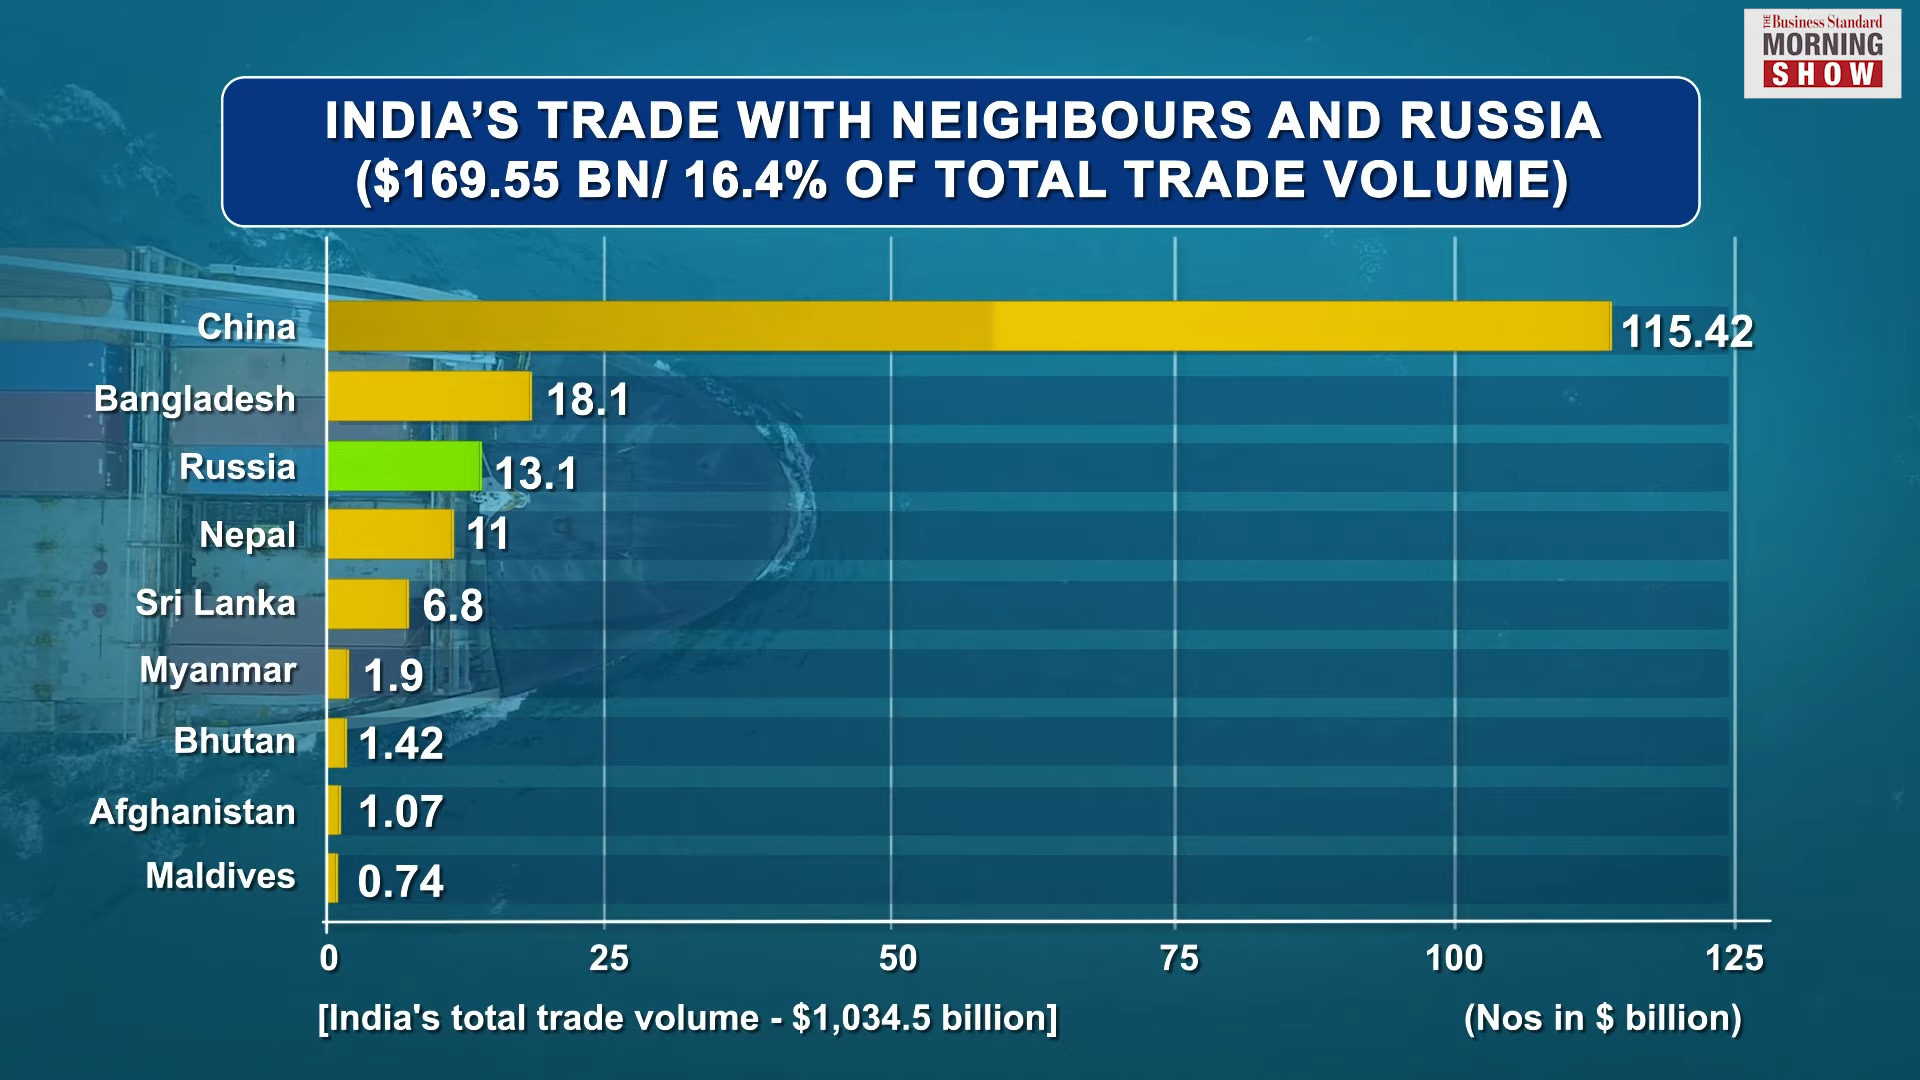 THE Business Standard
MORNING
SHOW
INDIA’S TRADE WITH NEIGHBOURS AND RUSSIA
($169.55 BN/ 16.4% OF TOTAL TRADE VOLUME)
China 115.42
Bangladesh 18.1
Russia 13.1
Nepal 11
Sri Lanka 6.8
Myanmar 1.9
Bhutan 1.42
Afghanistan 1.07
Maldives 0.74
0 25 50 75 100 125
[India's total trade volume - $1,034.5 billion] (Nos in $ billion)